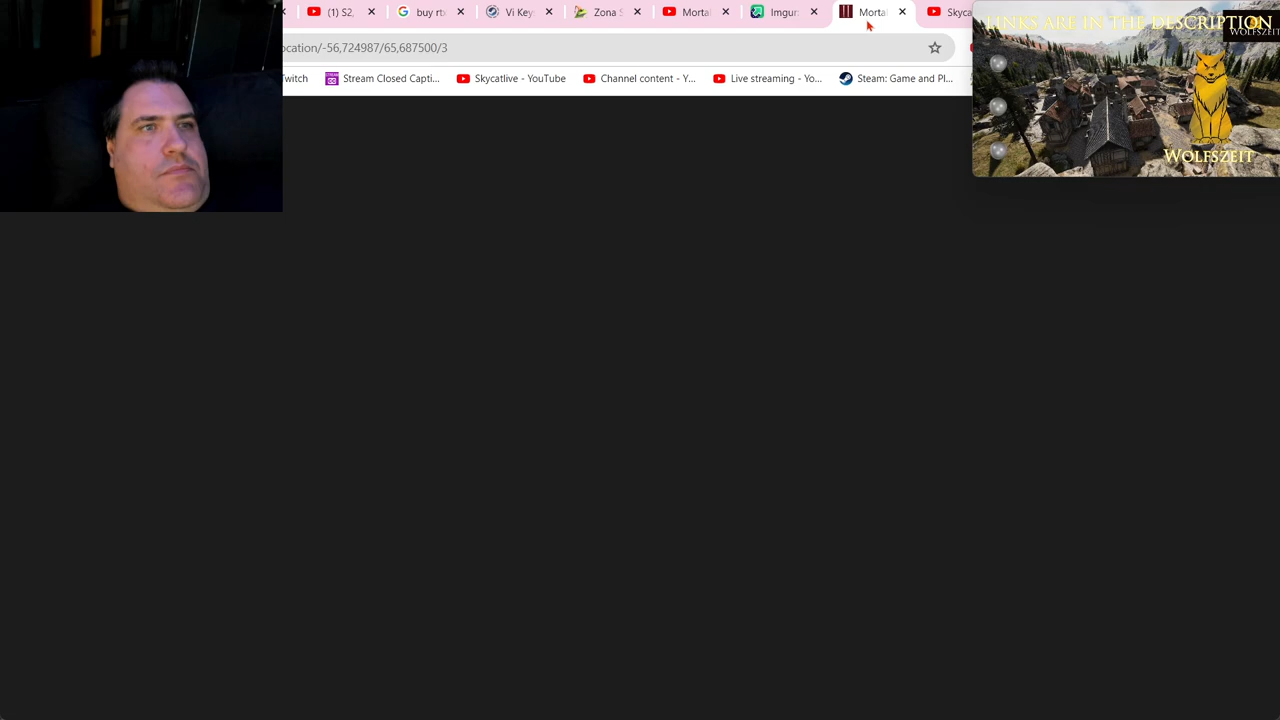 (1) S2,
buy rt
Vi Key
Zona S
Morta
Imgur
Morta
Skyca
ocation/-56,724987/65,687500/3
witch
Stream Closed Capti...
Skycatlive - YouTube
Channel content - Y...
Live streaming - Yo...
Steam: Game and Pl...
LINKS ARE IN THE DESCRIPTION
WOLFSZEIT
WOLFSZEIT